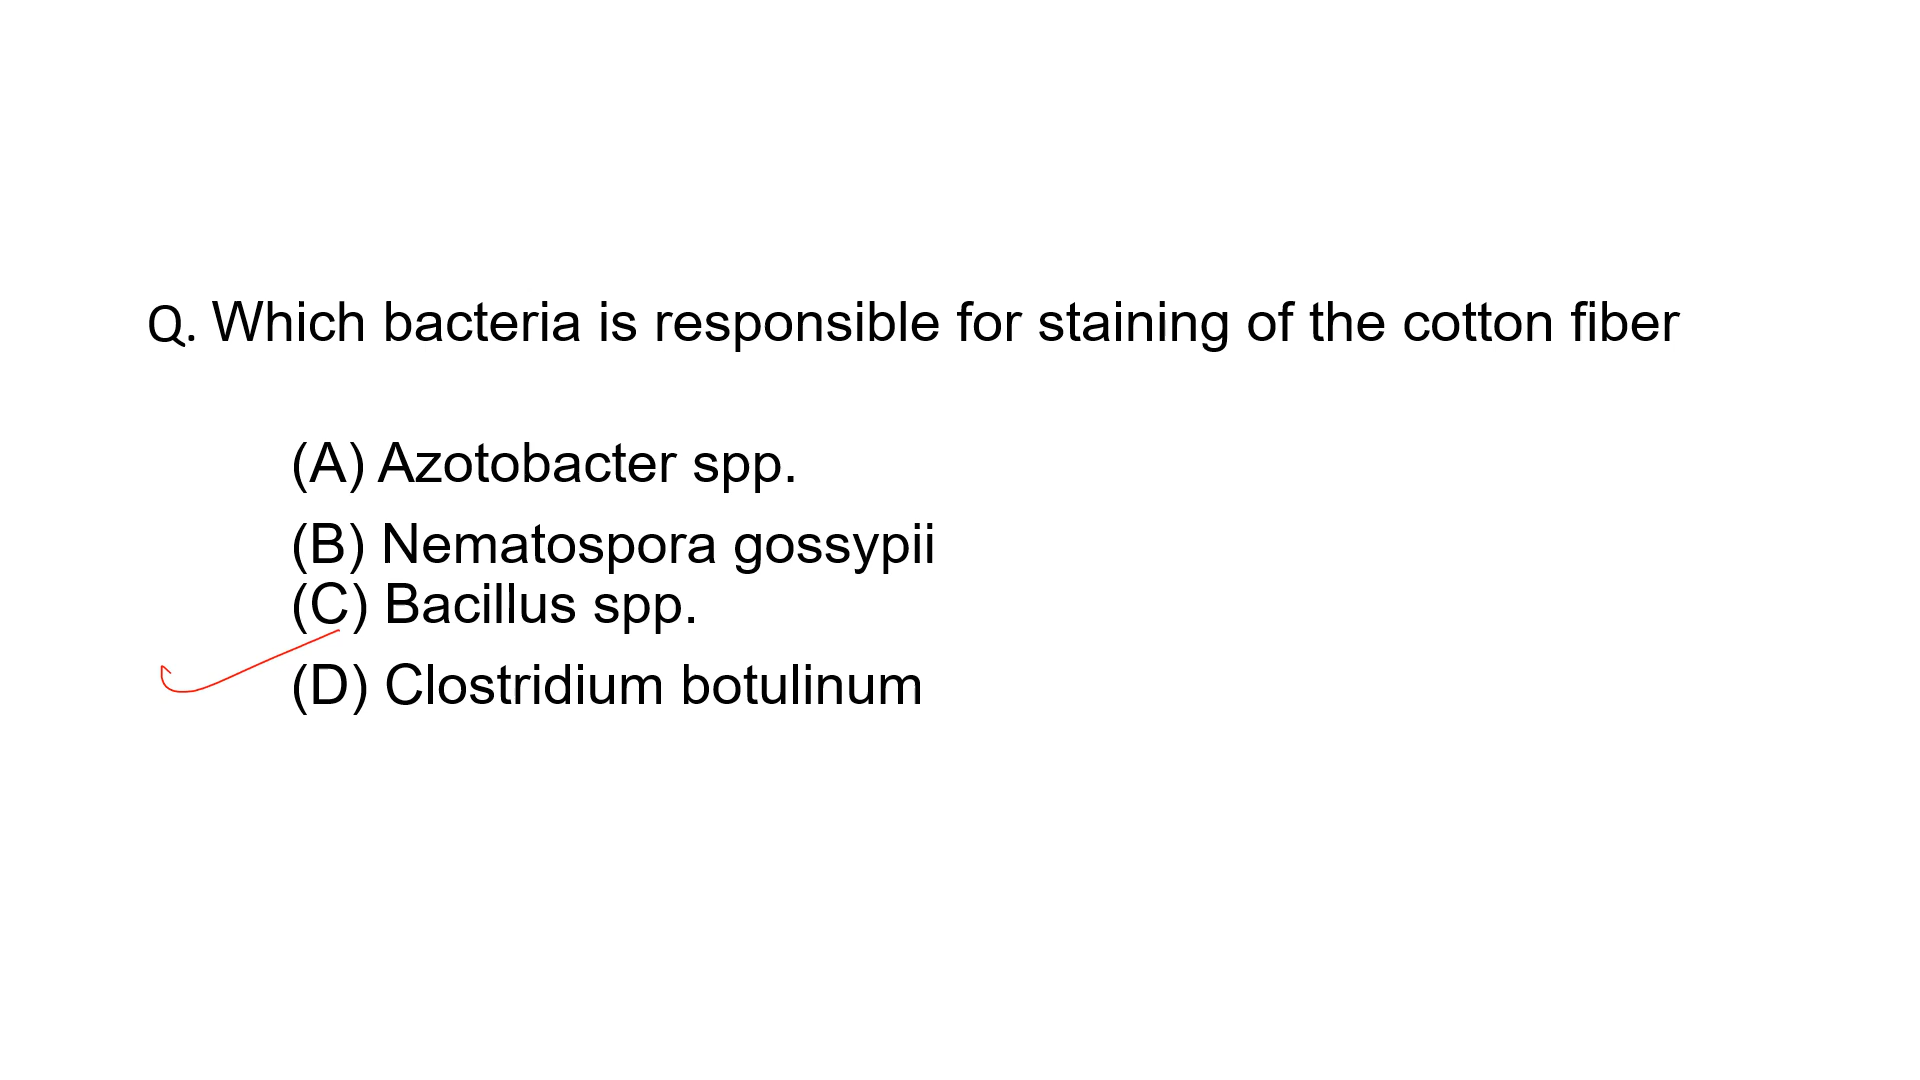 Q. Which bacteria is responsible for staining of the cotton fiber
(A) Azotobacter spp.
(B) Nematospora gossypii
(C) Bacillus spp.
(D) Clostridium botulinum